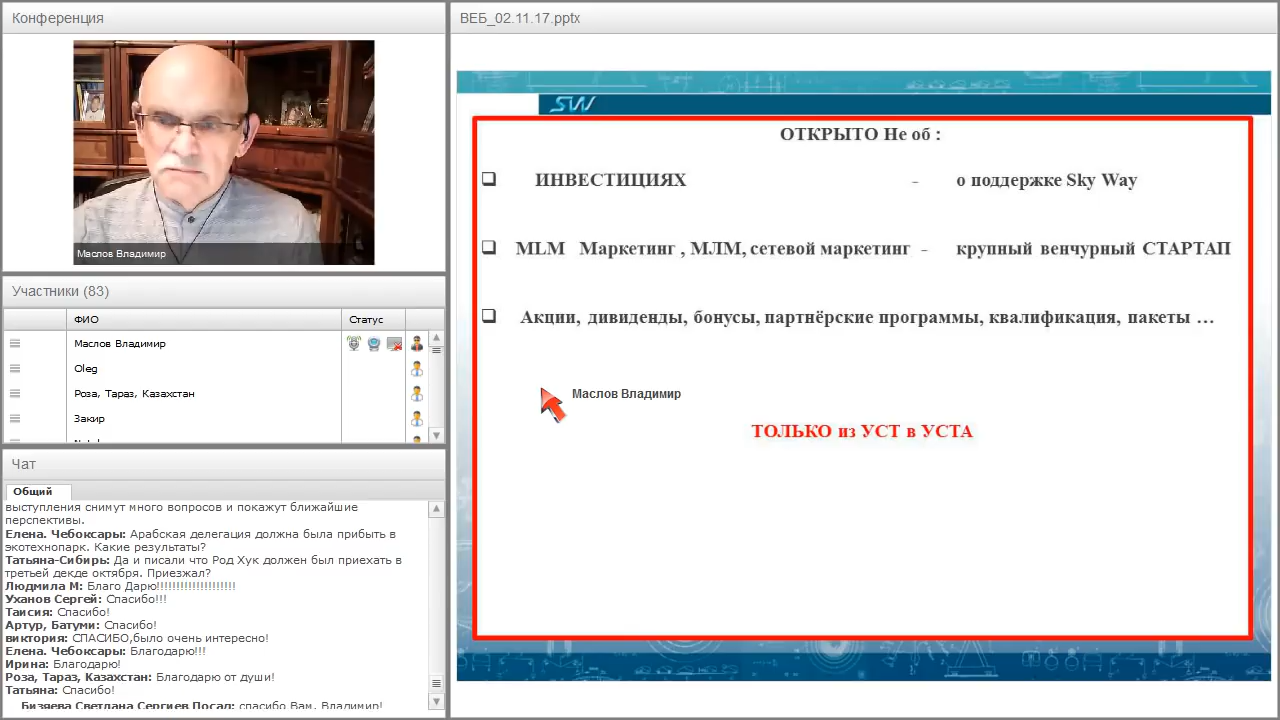 Конференция
Маслов Владимир
Участники (83)
ФИО
Статус
Маслов Владимир
Oleg
Роза, Тараз, Казахстан
Закир
Чат
Общий
выступления снимут много вопросов и покажут ближайшие
перспективы.
Елена. Чебоксары: Арабская делегация должна была прибыть в
экотехнопарк. Какие результаты?
Татьяна-Сибирь: Да и писали что Род Хук должен был приехать в
третьей декде октября. Приезжал?
Людмила М: Благо Дарю!!!!!!!!!!!!!!!!!!!!
Уханов Сергей: Спасибо!!!
Таисия: Спасибо!
Артур, Батуми: Спасибо!
виктория: СПАСИБО,было очень интересно!
Елена. Чебоксары: Благодарю!!!
Ирина: Благодарю!
Роза, Тараз, Казахстан: Благодарю от души!
Татьяна: Спасибо!
Бизяева Светлана Сергиев Посад: спасибо Вам, Владимир!
ВЕБ_02.11.17.pptx
SW
ОТКРЫТО Не об :
ИНВЕСТИЦИЯХ - о поддержке Sky Way
MLM Маркетинг , МЛМ, сетевой маркетинг - крупный венчурный СТАРТАП
Акции, дивиденды, бонусы, партнёрские программы, квалификация, пакеты ...
Маслов Владимир
ТОЛЬКО из УСТ в УСТА